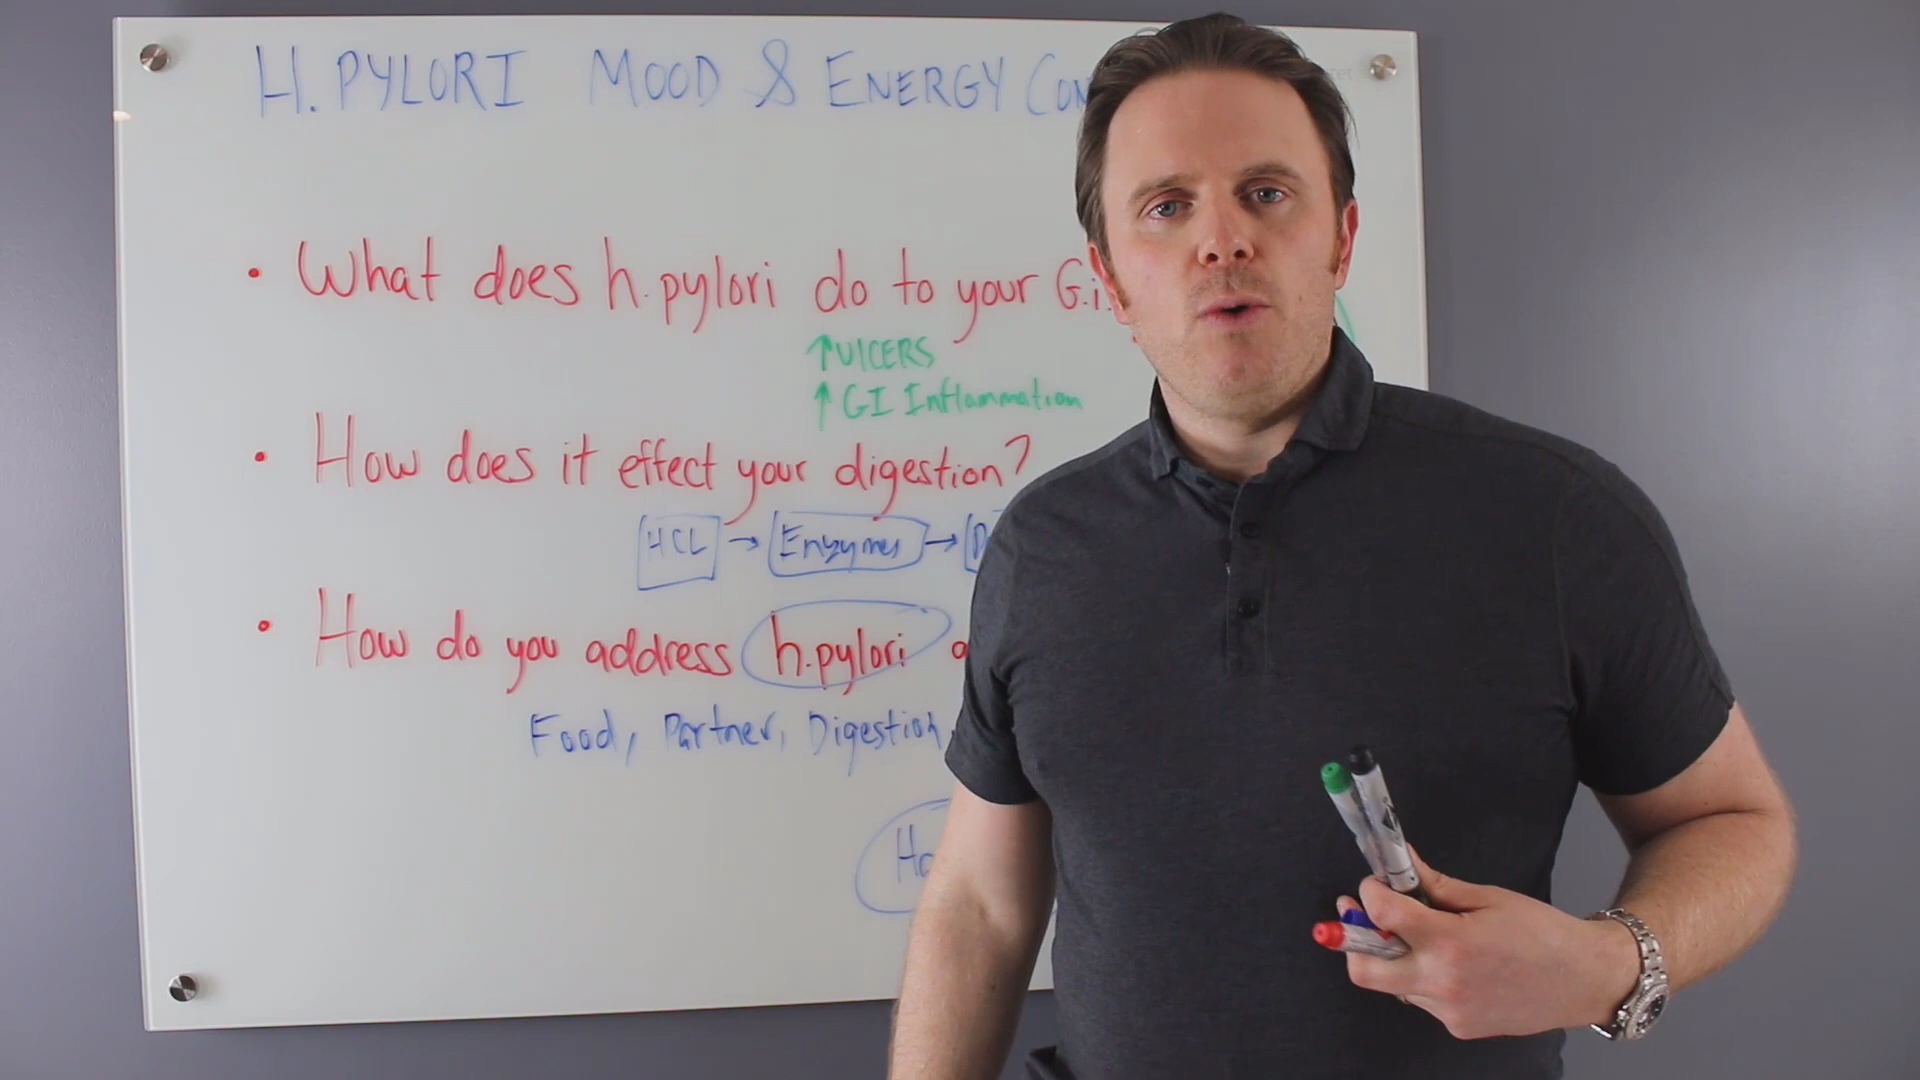 H. PYLORI MOOD & ENERGY CON
• What does h.pylori do to your G.i.
↑ ULCERS
↑ GI Inflammation
• How does it effect your digestion?
HCL → Enzymes →
• How do you address h.pylori
Food, Partner, Digestion,